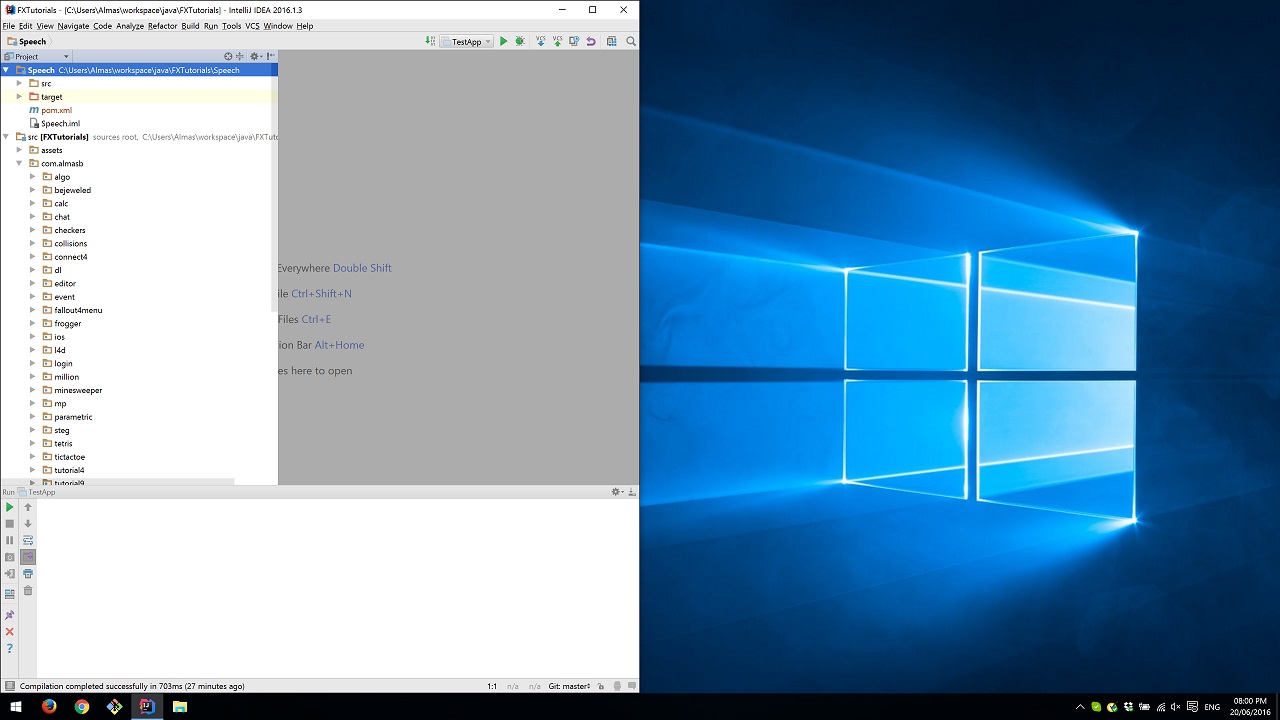 FXTutorials - [C:\Users\Almas\workspace\java\FXTutorials] - IntelliJ IDEA 2016.1.3
File Edit View Navigate Code Analyze Refactor Build Run Tools VCS Window Help
Speech
TestApp
VCS VCS
Project
Speech C:\Users\Almas\workspace\java\FXTutorials\Speech
src
target
pom.xml
Speech.iml
src [FXTutorials] sources root, C:\Users\Almas\workspace\java\FXTuto
assets
com.almasb
algo
bejeweled
calc
chat
checkers
collisions
connect4
dl
editor
event
fallout4menu
frogger
ios
l4d
login
million
minesweeper
mp
parametric
steg
tetris
tictactoe
tutorial4
tutorial9
Everywhere Double Shift
ile Ctrl+Shift+N
Files Ctrl+E
ion Bar Alt+Home
es here to open
Run TestApp
Compilation completed successfully in 703ms (27 minutes ago)
1:1 n/a n/a Git: master
ENG
08:00 PM
20/06/2016